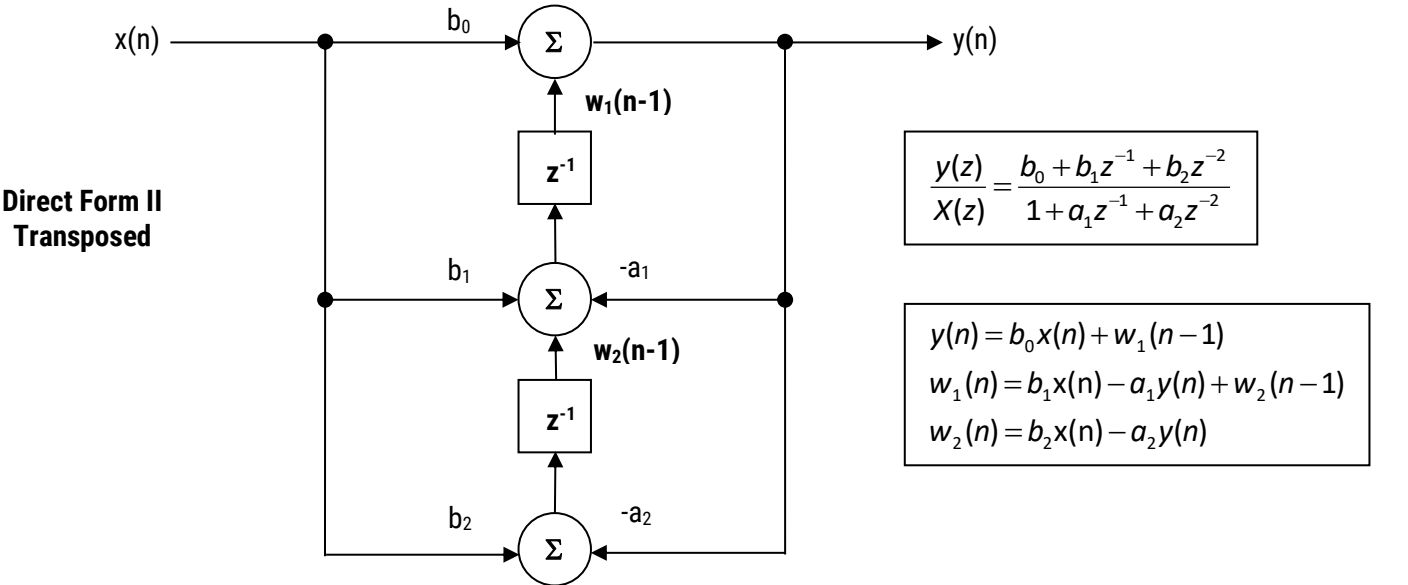 x(n) b₀ Σ y(n)
w₁(n-1)
z⁻¹
Direct Form II
Transposed
y(z)/X(z) = (b₀ + b₁z⁻¹ + b₂z⁻²)/(1 + a₁z⁻¹ + a₂z⁻²)
b₁ Σ -a₁
w₂(n-1)
z⁻¹
y(n) = b₀x(n) + w₁(n − 1)
w₁(n) = b₁x(n) − a₁y(n) + w₂(n − 1)
w₂(n) = b₂x(n) − a₂y(n)
b₂ Σ -a₂